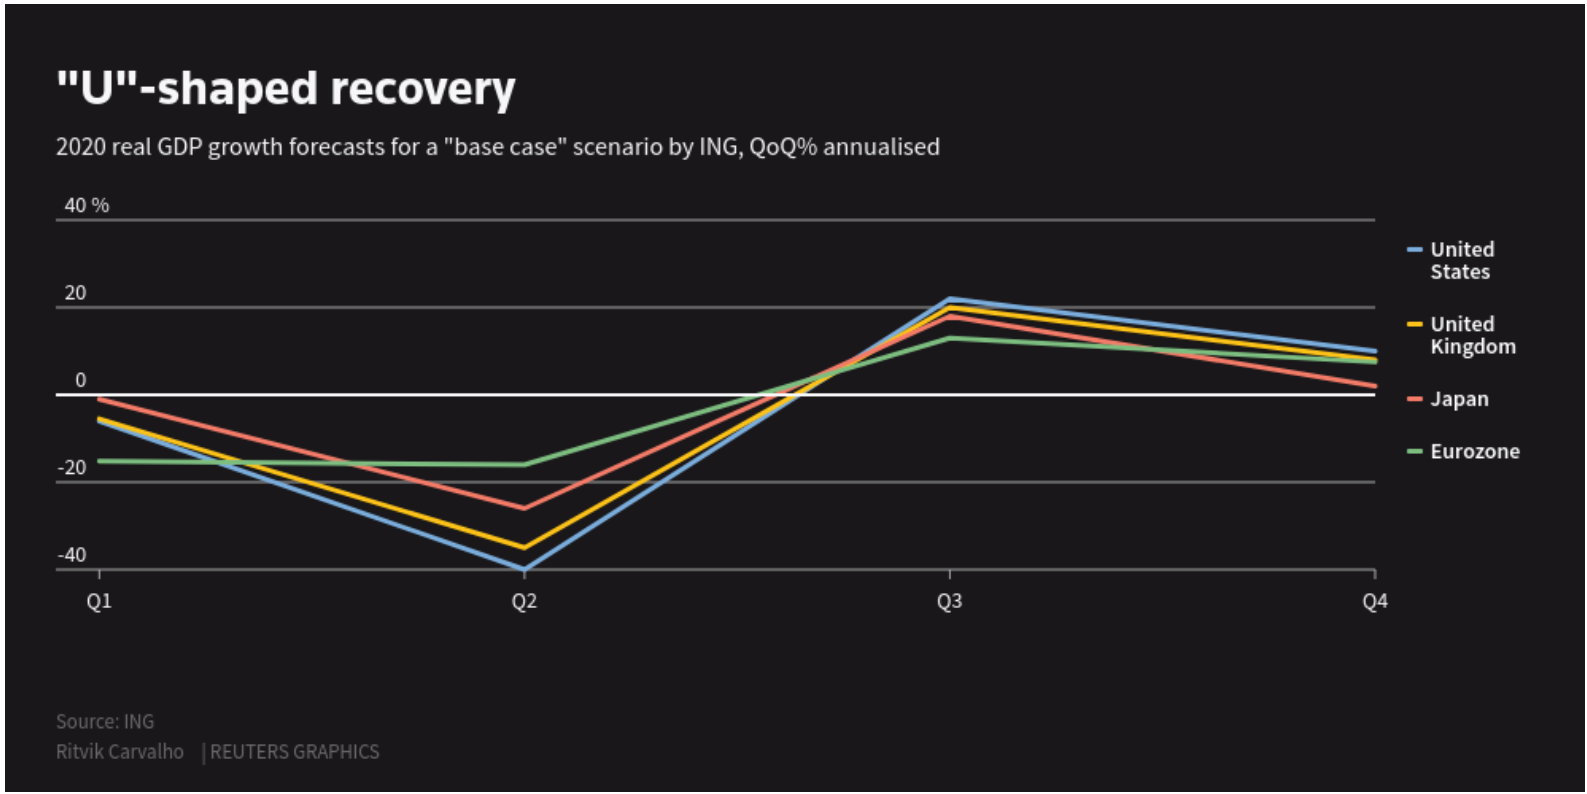 "U"-shaped recovery
2020 real GDP growth forecasts for a "base case" scenario by ING, QoQ% annualised
40 %
20
0
-20
-40
Q1 Q2 Q3 Q4
United
States
United
Kingdom
Japan
Eurozone
Source: ING
Ritvik Carvalho | REUTERS GRAPHICS